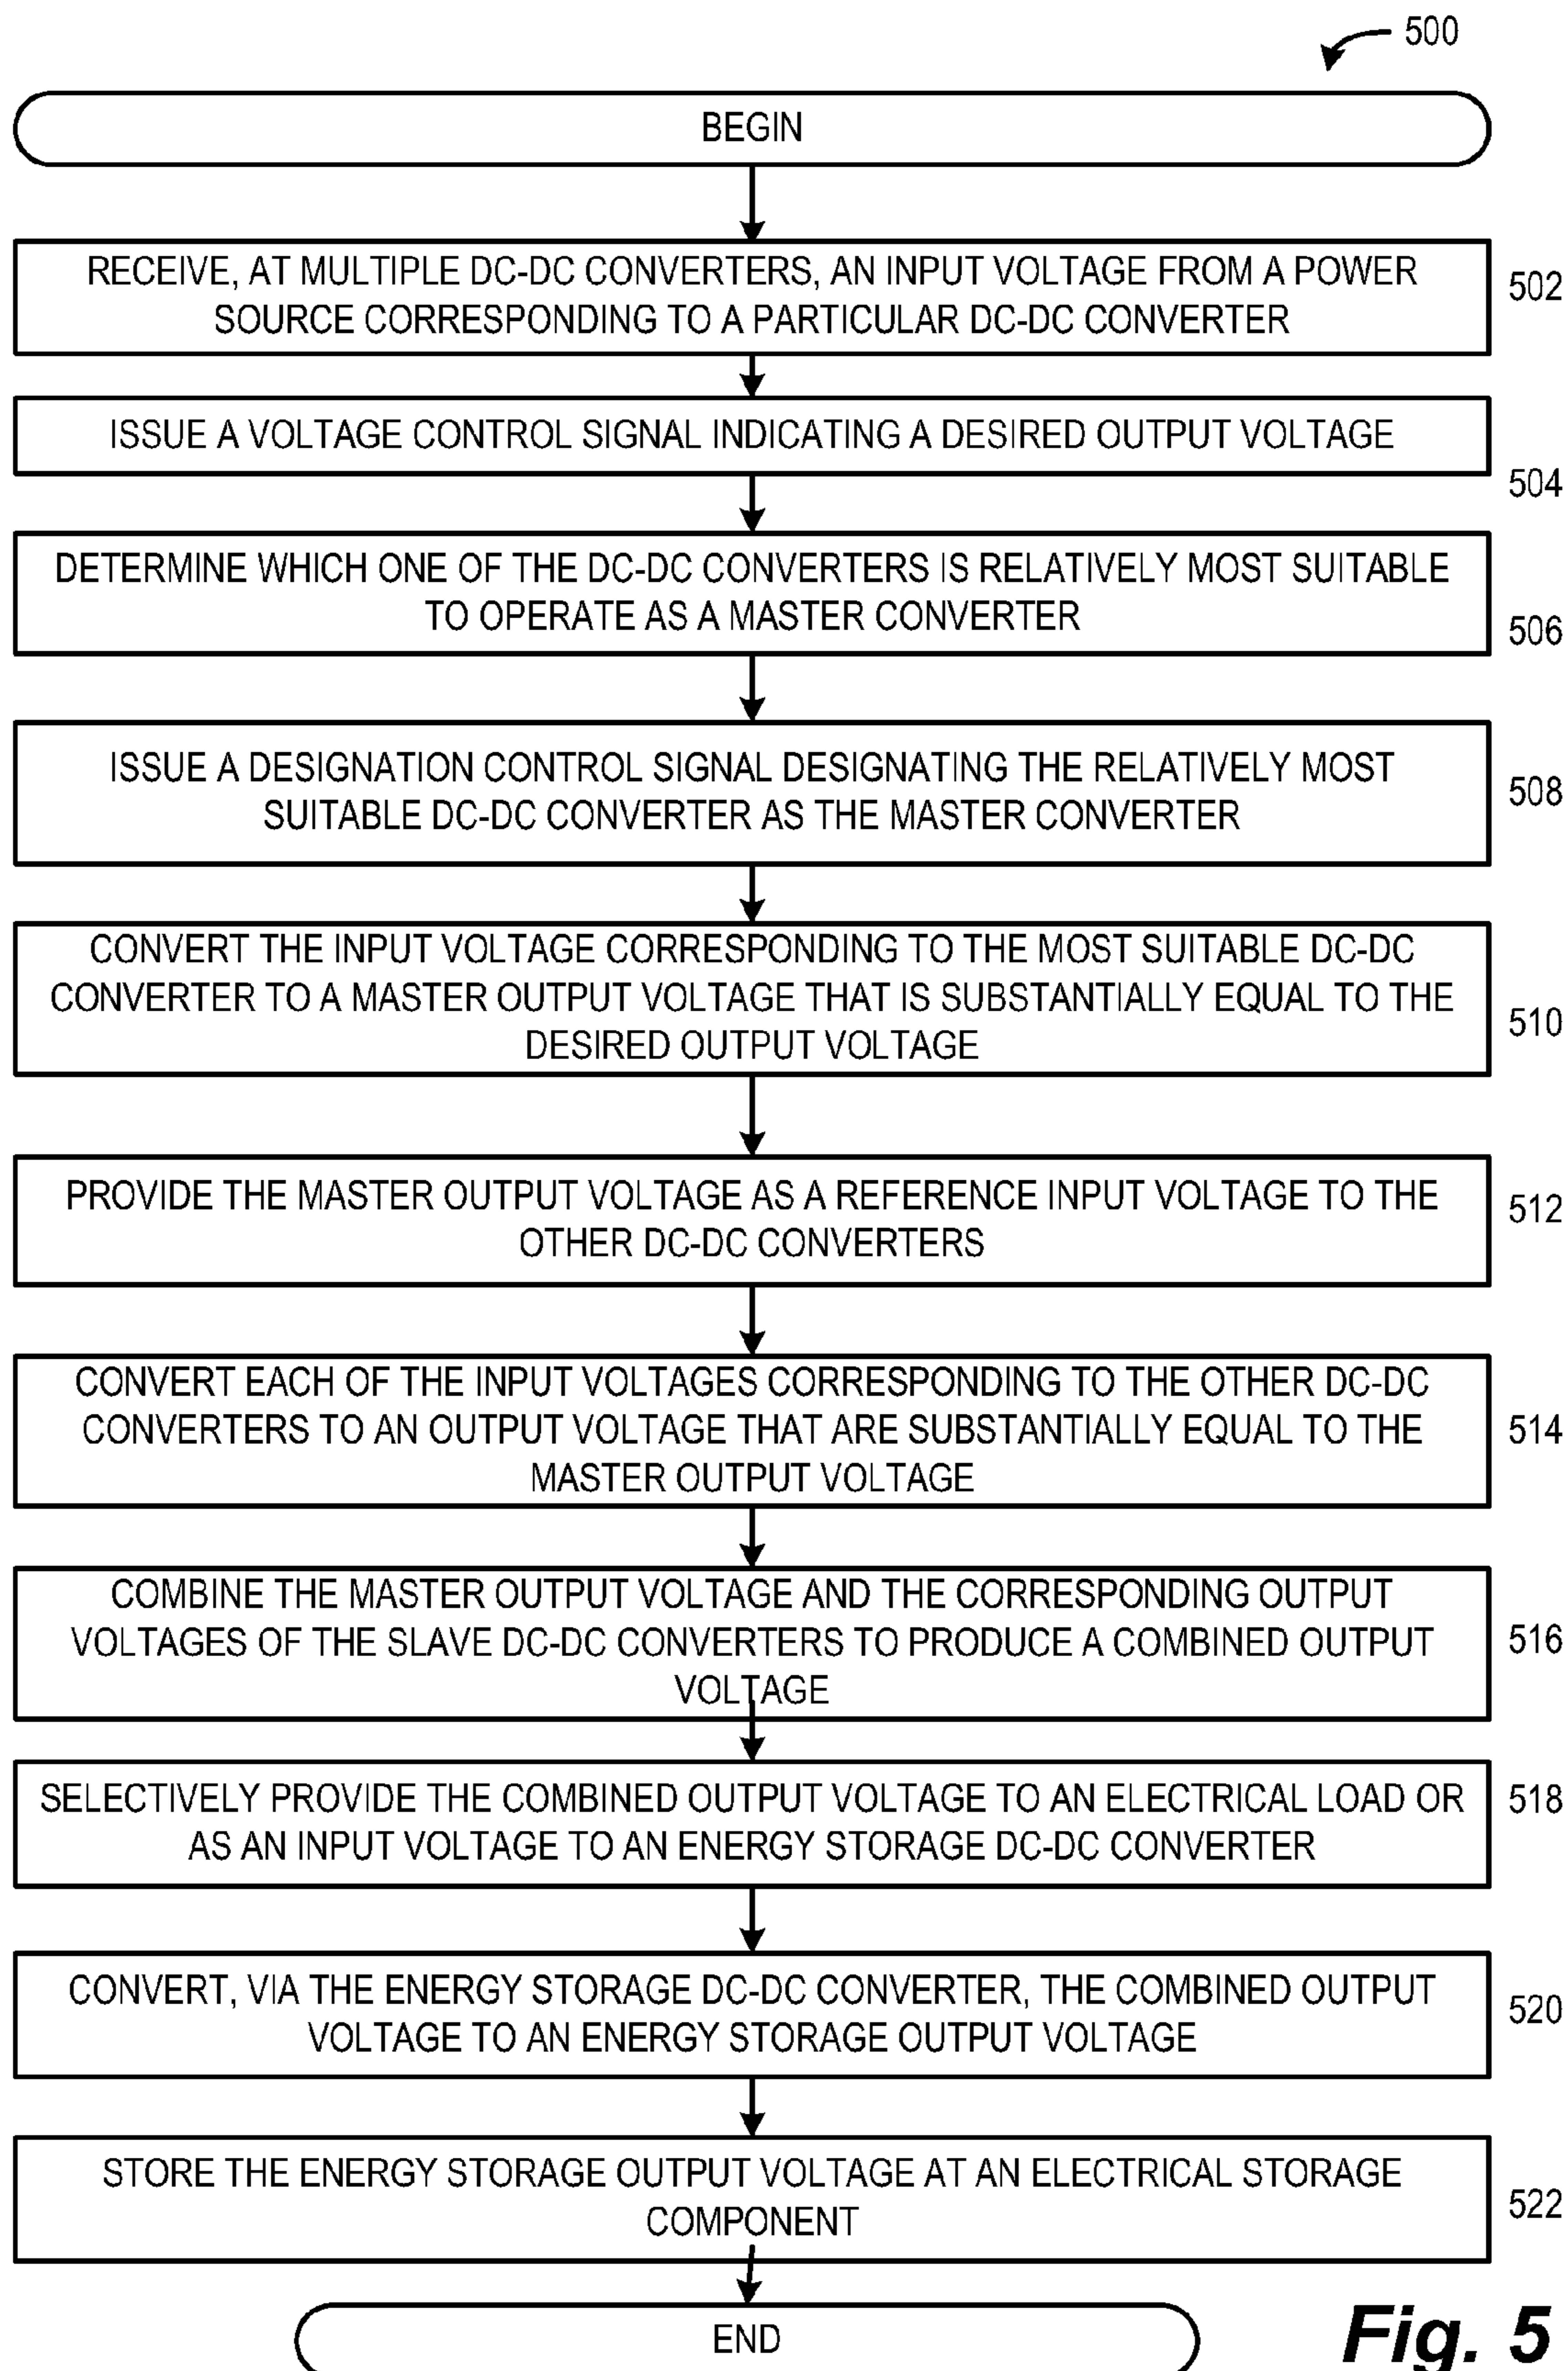 500
BEGIN
RECEIVE, AT MULTIPLE DC-DC CONVERTERS, AN INPUT VOLTAGE FROM A POWER
SOURCE CORRESPONDING TO A PARTICULAR DC-DC CONVERTER
502
ISSUE A VOLTAGE CONTROL SIGNAL INDICATING A DESIRED OUTPUT VOLTAGE
504
DETERMINE WHICH ONE OF THE DC-DC CONVERTERS IS RELATIVELY MOST SUITABLE
TO OPERATE AS A MASTER CONVERTER
506
ISSUE A DESIGNATION CONTROL SIGNAL DESIGNATING THE RELATIVELY MOST
SUITABLE DC-DC CONVERTER AS THE MASTER CONVERTER
508
CONVERT THE INPUT VOLTAGE CORRESPONDING TO THE MOST SUITABLE DC-DC
CONVERTER TO A MASTER OUTPUT VOLTAGE THAT IS SUBSTANTIALLY EQUAL TO THE
DESIRED OUTPUT VOLTAGE
510
PROVIDE THE MASTER OUTPUT VOLTAGE AS A REFERENCE INPUT VOLTAGE TO THE
OTHER DC-DC CONVERTERS
512
CONVERT EACH OF THE INPUT VOLTAGES CORRESPONDING TO THE OTHER DC-DC
CONVERTERS TO AN OUTPUT VOLTAGE THAT ARE SUBSTANTIALLY EQUAL TO THE
MASTER OUTPUT VOLTAGE
514
COMBINE THE MASTER OUTPUT VOLTAGE AND THE CORRESPONDING OUTPUT
VOLTAGES OF THE SLAVE DC-DC CONVERTERS TO PRODUCE A COMBINED OUTPUT
VOLTAGE
516
SELECTIVELY PROVIDE THE COMBINED OUTPUT VOLTAGE TO AN ELECTRICAL LOAD OR
AS AN INPUT VOLTAGE TO AN ENERGY STORAGE DC-DC CONVERTER
518
CONVERT, VIA THE ENERGY STORAGE DC-DC CONVERTER, THE COMBINED OUTPUT
VOLTAGE TO AN ENERGY STORAGE OUTPUT VOLTAGE
520
STORE THE ENERGY STORAGE OUTPUT VOLTAGE AT AN ELECTRICAL STORAGE
COMPONENT
522
END
Fig. 5